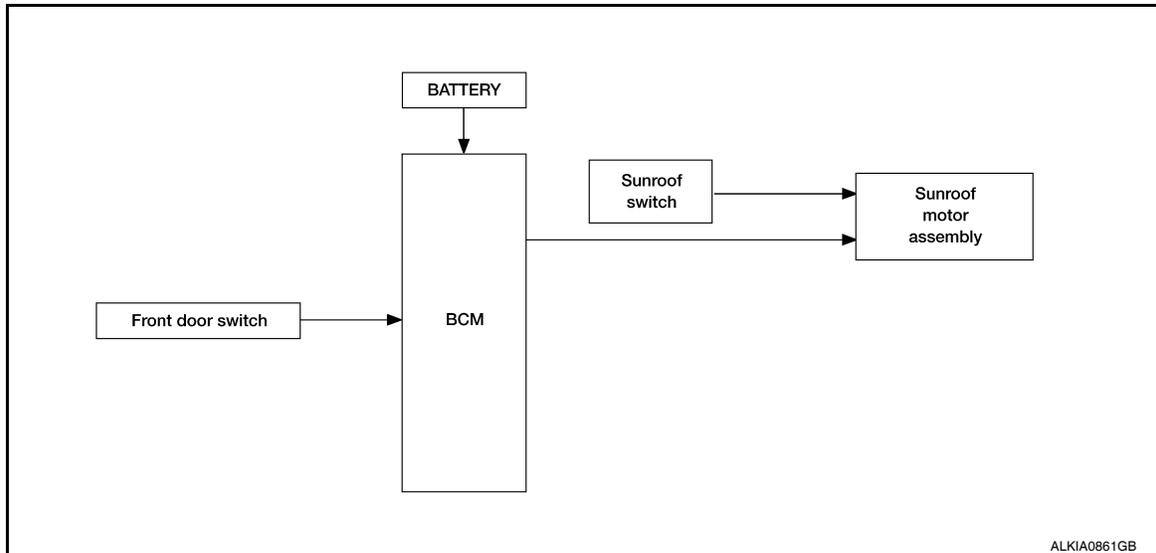 BATTERY
Sunroof
switch
Sunroof
motor
assembly
Front door switch
BCM
ALKIA0861GB